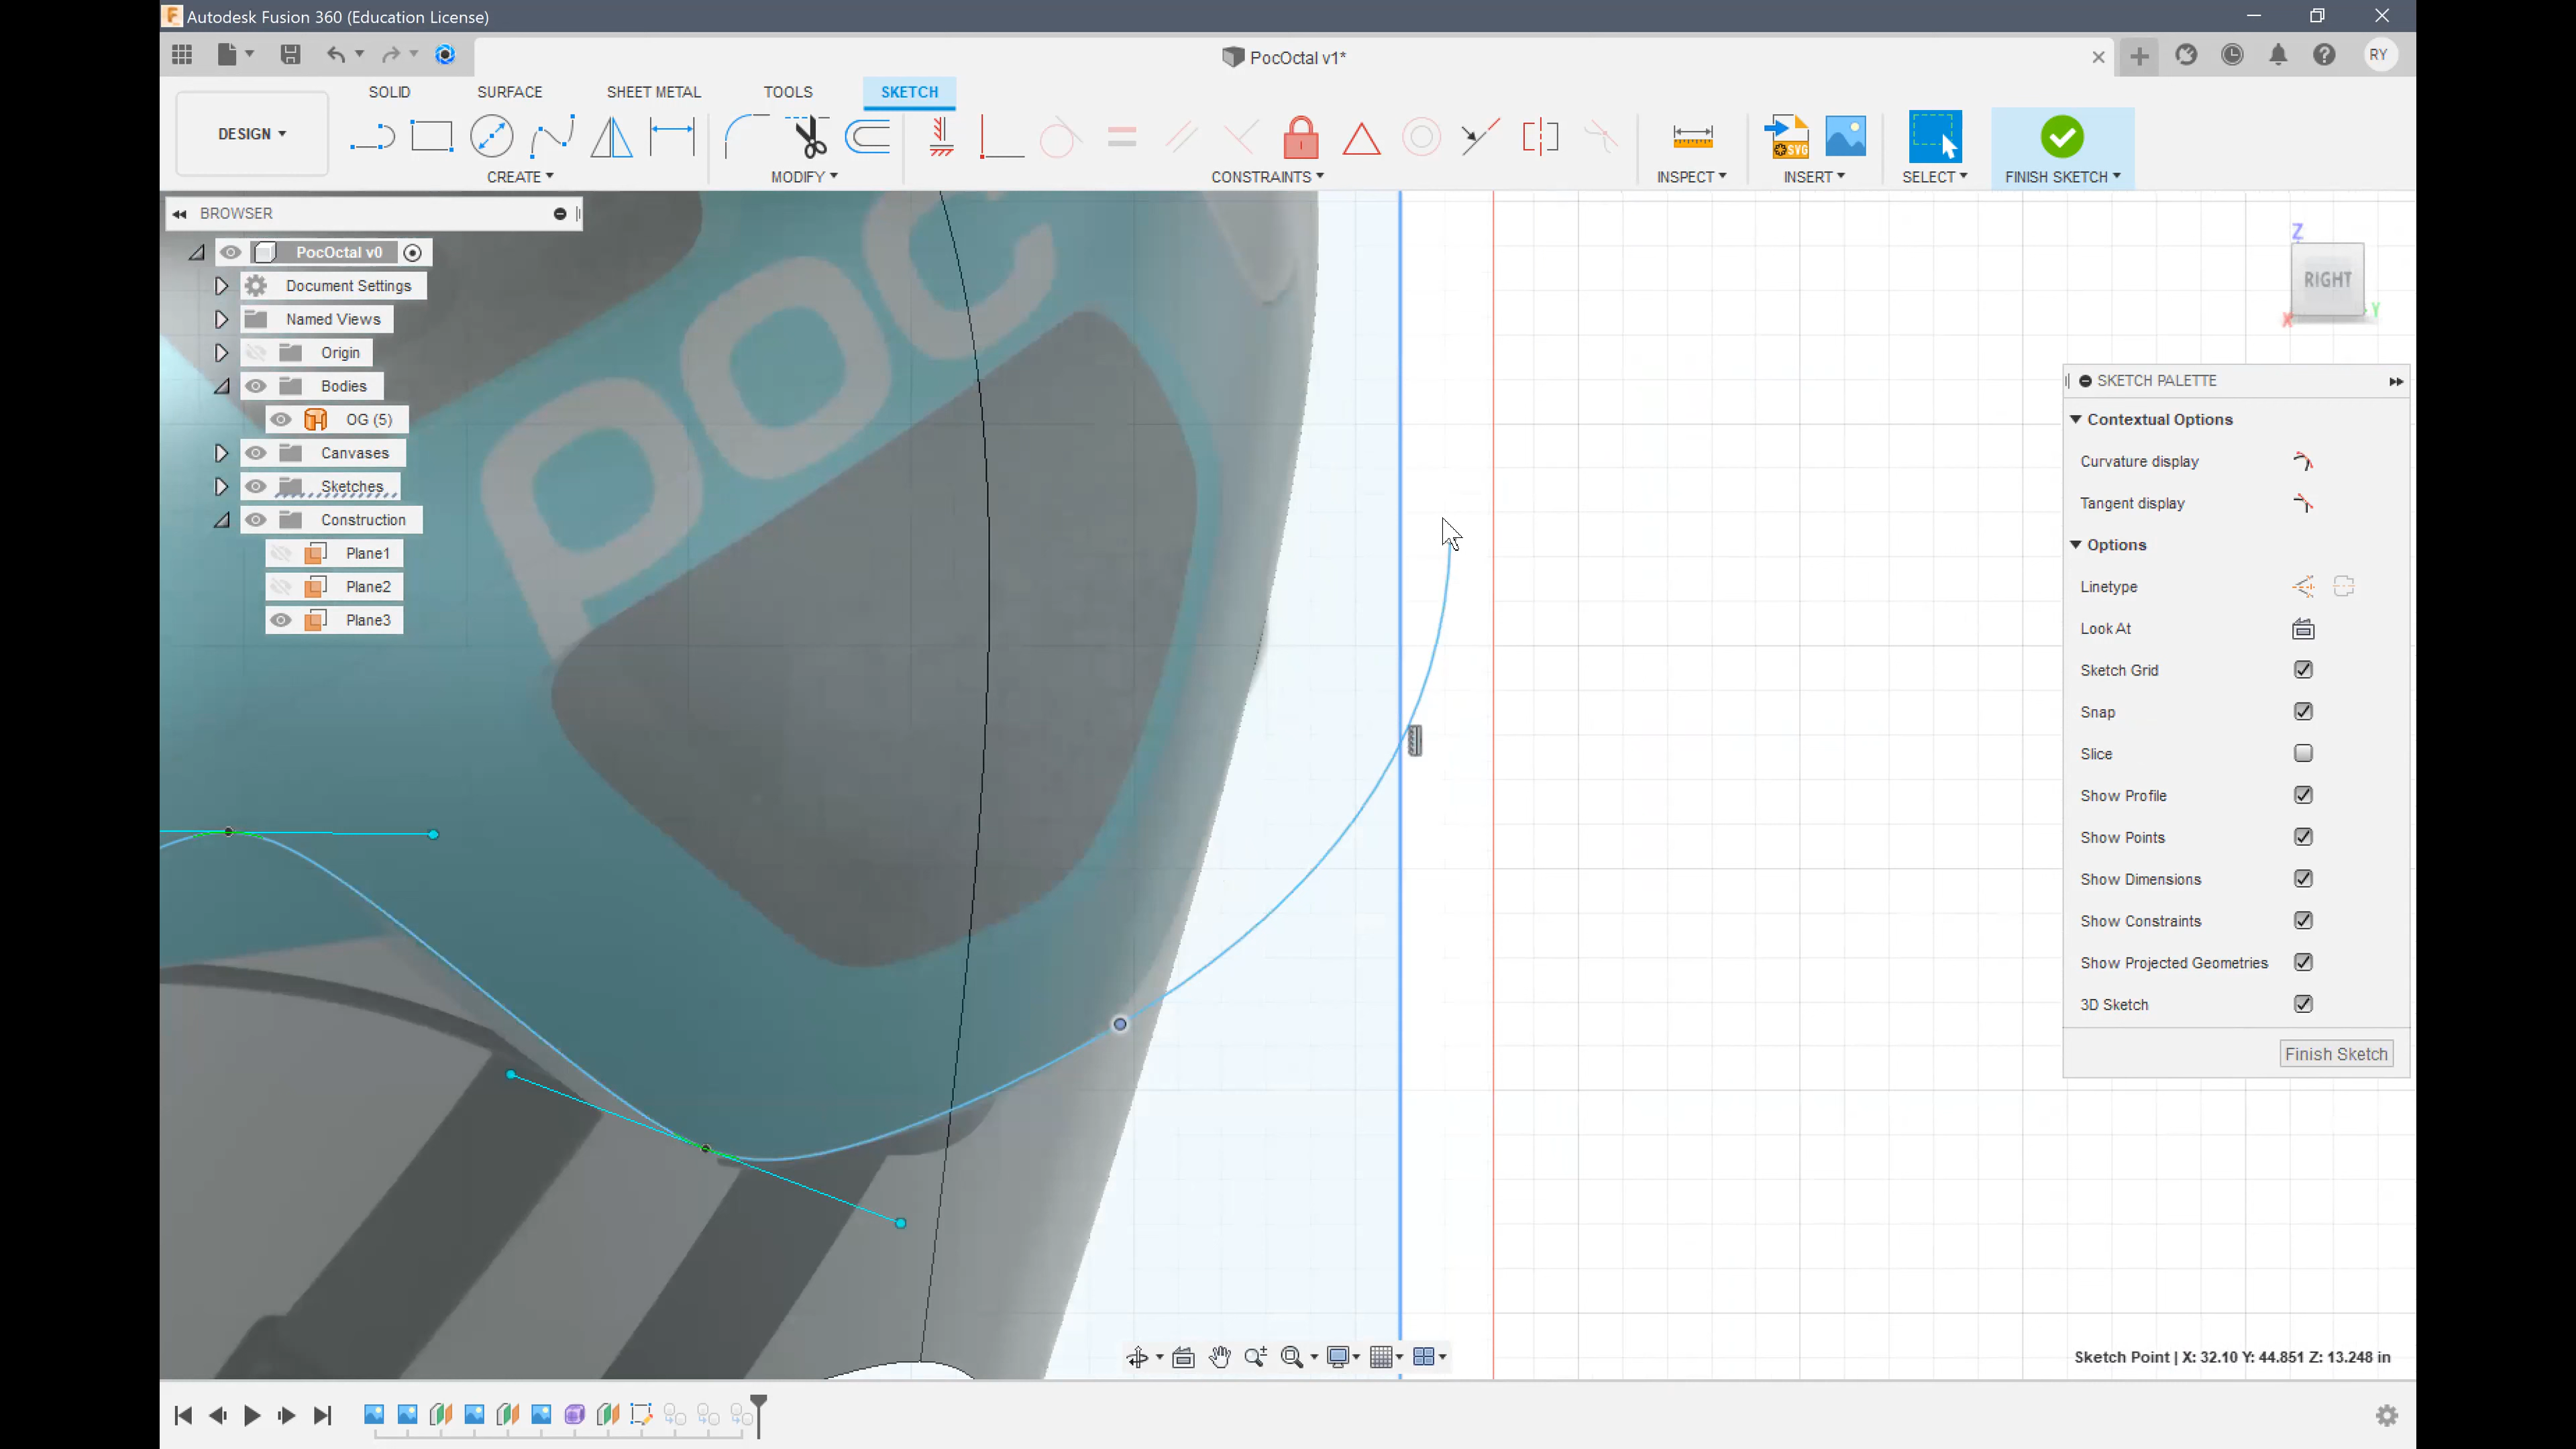 Autodesk Fusion 360 (Education License)
PocOctal v1*
RY
SOLID SURFACE SHEET METAL TOOLS SKETCH
DESIGN
SVG
CREATE MODIFY CONSTRAINTS INSPECT INSERT SELECT FINISH SKETCH
BROWSER
PocOctal v0
Document Settings
Named Views
Origin
Bodies
OG (5)
Canvases
Sketches
Construction
Plane1
Plane2
Plane3
POC
Z
RIGHT
Y
X
SKETCH PALETTE
Contextual Options
Curvature display
Tangent display
Options
Linetype
Look At
Sketch Grid
Snap
Slice
Show Profile
Show Points
Show Dimensions
Show Constraints
Show Projected Geometries
3D Sketch
Finish Sketch
Sketch Point | X: 32.10 Y: 44.851 Z: 13.248 in